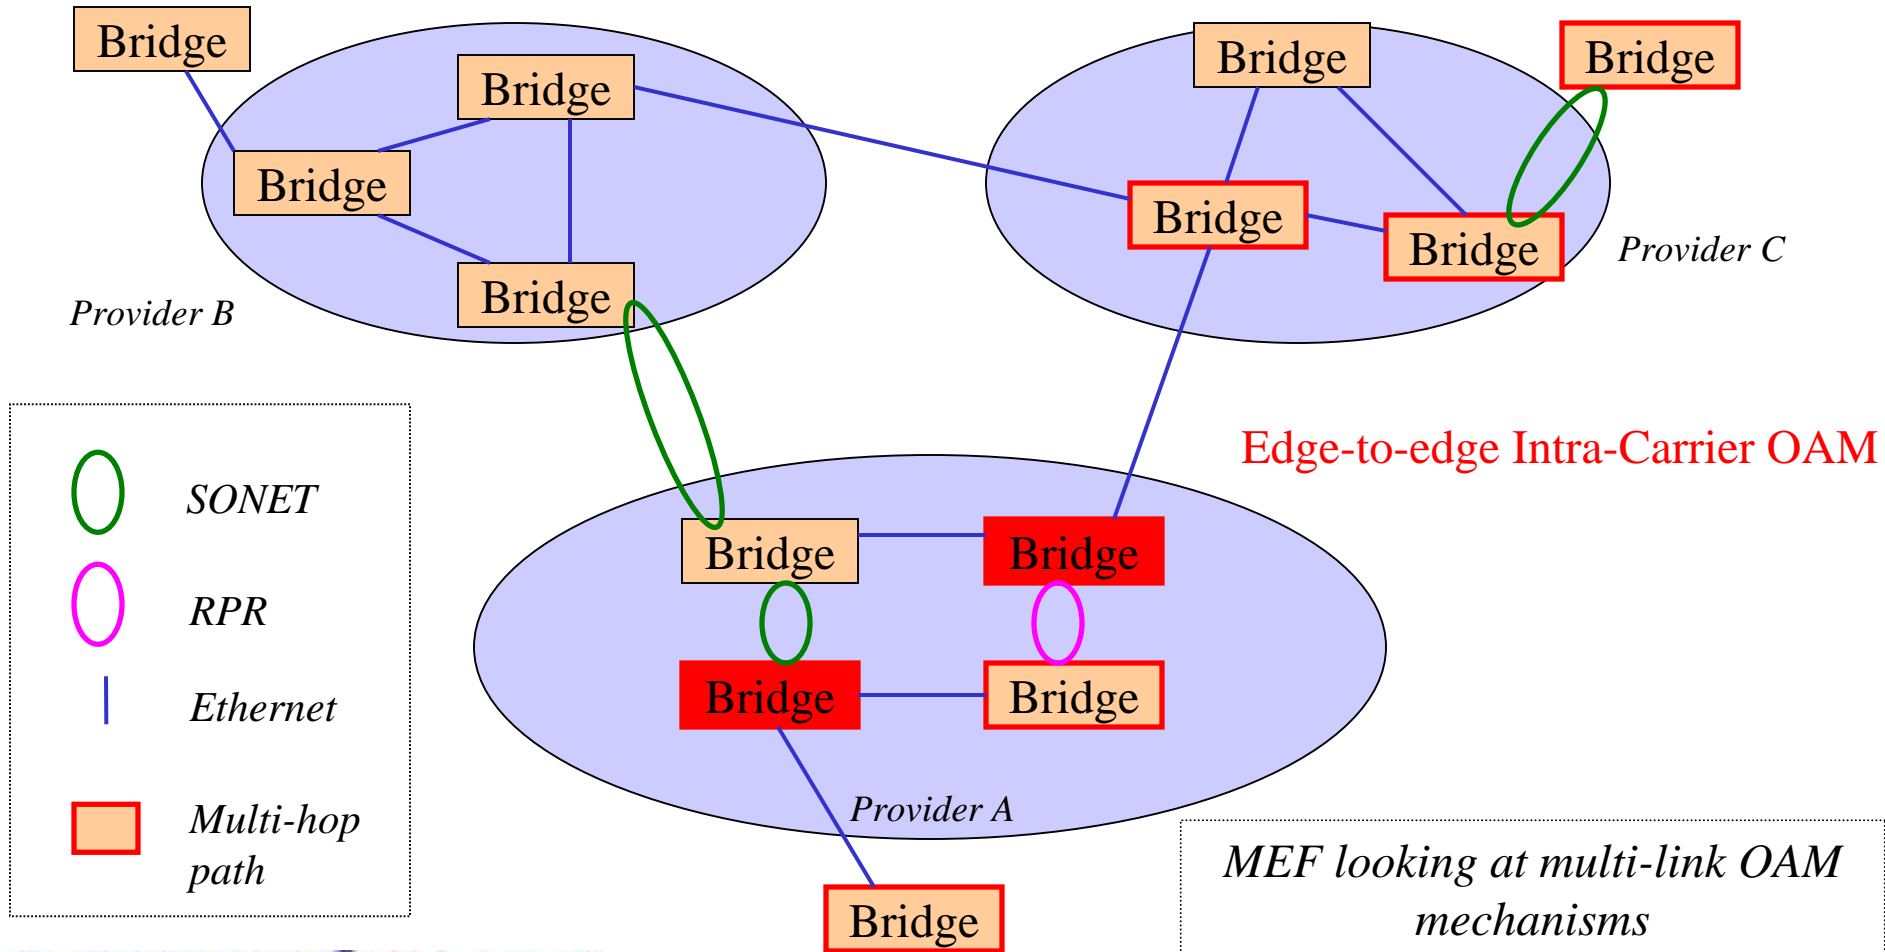 Bridge
Bridge
Bridge
Bridge
Bridge
Bridge
Bridge
Bridge
Bridge
Provider B
Provider C
SONET
RPR
Ethernet
Multi-hop
path
Edge-to-edge Intra-Carrier OAM
Bridge
Bridge
Bridge
Bridge
Provider A
Bridge
MEF looking at multi-link OAM
mechanisms